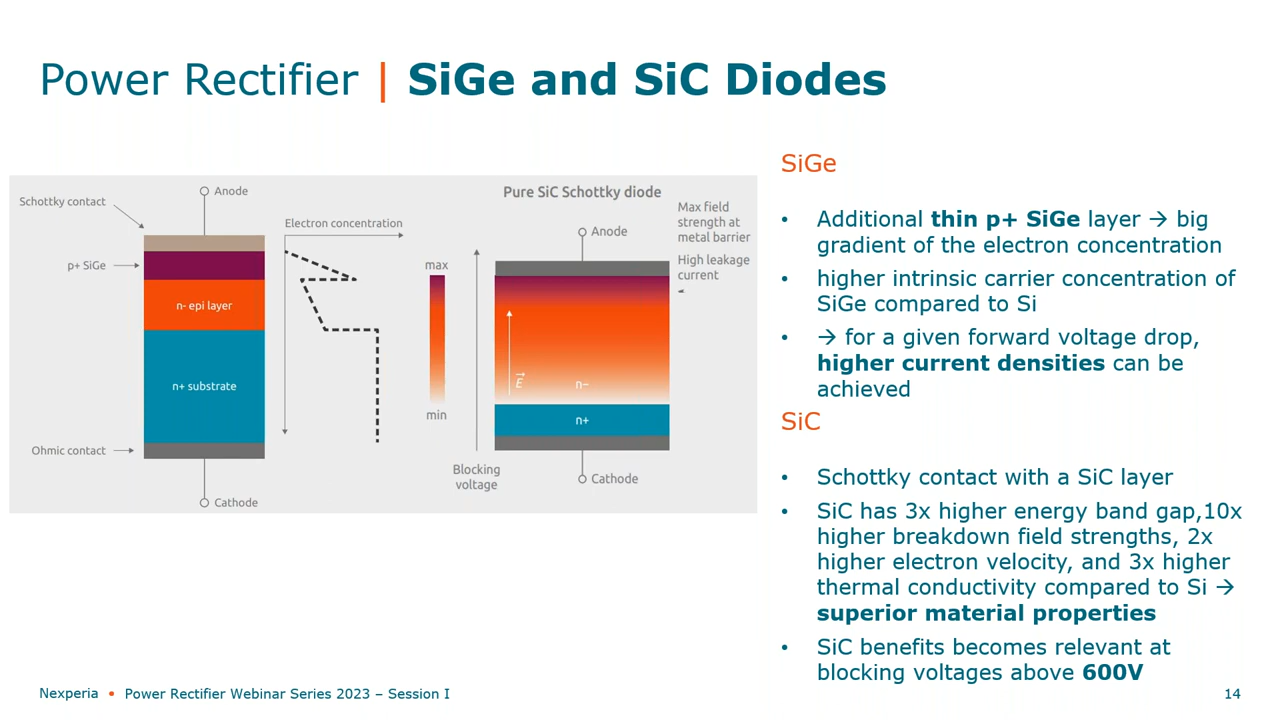 Power Rectifier | SiGe and SiC Diodes
Schottky contact
Anode
p+ SiGe
n- epi layer
n+ substrate
Ohmic contact
Cathode
Electron concentration
max
min
Pure SiC Schottky diode
Anode
Max field
strength at
metal barrier
High leakage
current
E
n−
n+
Blocking
voltage
Cathode
SiGe
• Additional thin p+ SiGe layer → big
gradient of the electron concentration
• higher intrinsic carrier concentration of
SiGe compared to Si
• → for a given forward voltage drop,
higher current densities can be
achieved
SiC
• Schottky contact with a SiC layer
• SiC has 3x higher energy band gap,10x
higher breakdown field strengths, 2x
higher electron velocity, and 3x higher
thermal conductivity compared to Si →
superior material properties
• SiC benefits becomes relevant at
blocking voltages above 600V
Nexperia • Power Rectifier Webinar Series 2023 – Session I
14